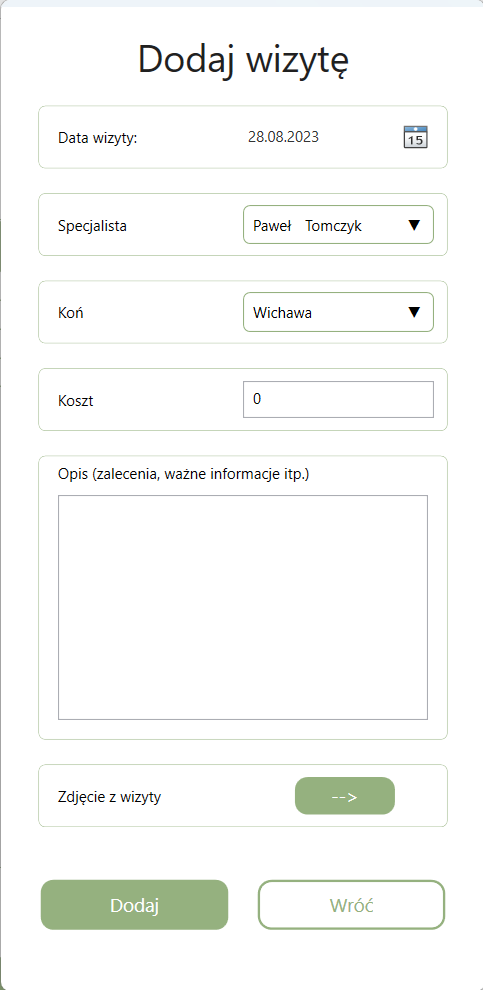 Dodaj wizytę
Data wizyty: 28.08.2023 15
Specjalista Paweł Tomczyk ▼
Koń Wichawa ▼
Koszt 0
Opis (zalecenia, ważne informacje itp.)
Zdjęcie z wizyty -->
Dodaj Wróć